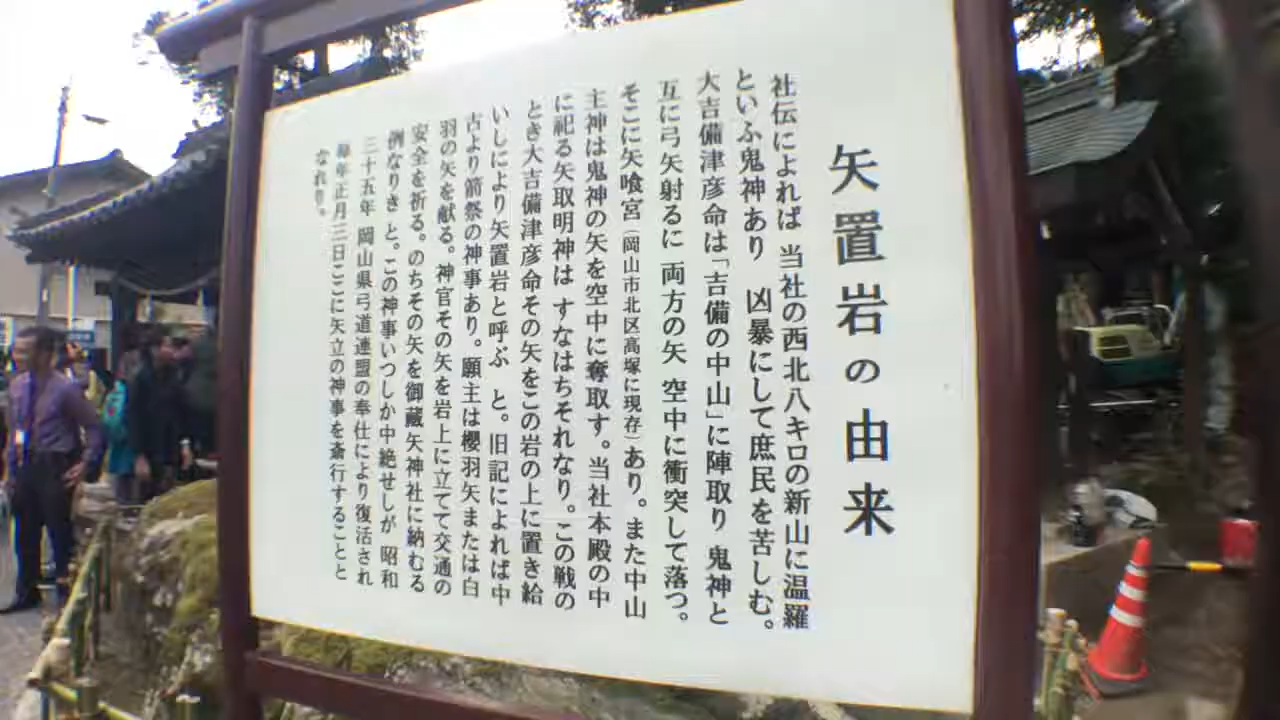 矢置岩の由来
社伝によれば 当社の西北八キロの新山に温羅
といふ鬼神あり 凶暴にして庶民を苦しむ。
大吉備津彦命は「吉備の中山」に陣取り 鬼神と
互に弓矢射るに 両方の矢 空中に衝突して落つ。
そこに矢喰宮（岡山市北区高塚に現存）あり。また中山
主神は鬼神の矢を空中に奪取す。当社本殿の中
に祀る矢取明神は すなはちそれなり。この戦の
とき大吉備津彦命その矢をこの岩の上に置き給
いしにより矢置岩と呼ぶ と。旧記によれば中
古より箭祭の神事あり。願主は櫻羽矢または白
羽の矢を献る。神官その矢を岩上に立てて交通の
安全を祈る。のちその矢を御蔵矢神社に納むる
例なりき と。この神事いつしか中絶せしが 昭和
三十五年 岡山県弓道連盟の奉仕により復活され
毎年正月三日ここに矢立の神事を斎行することと
なれり。